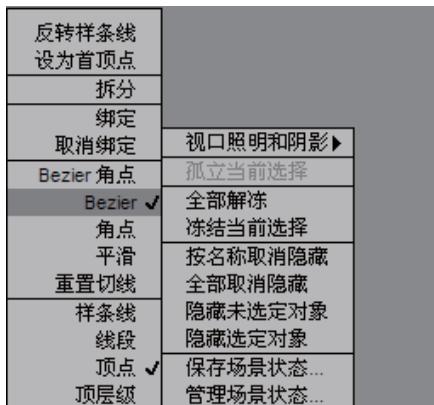 反转样条线
设为首顶点
拆分
绑定
取消绑定
Bezier 角点
Bezier ✓
角点
平滑
重置切线
样条线
线段
顶点 ✓
顶层级
视口照明和阴影▶
孤立当前选择
全部解冻
冻结当前选择
按名称取消隐藏
全部取消隐藏
隐藏未选定对象
隐藏选定对象
保存场景状态...
管理场景状态...